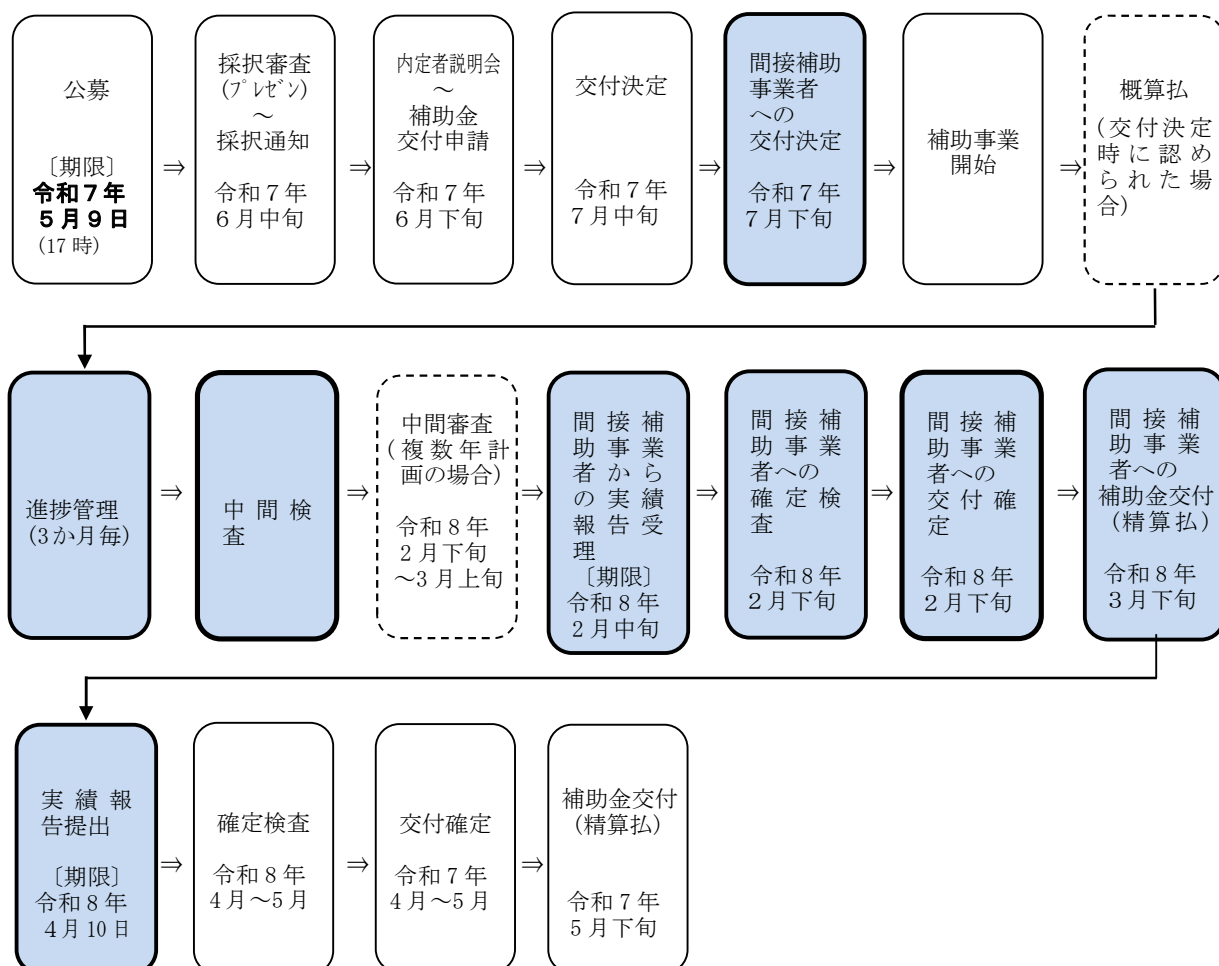 公募
〔期限〕
令和７年
５月９日
(17 時)
⇒
採択審査
(プレゼン)
～
採択通知
令和７年
６月中旬
⇒
内定者説明会
～
補助金
交付申請
令和７年
６月下旬
⇒
交付決定
令和７年
７月中旬
⇒
間接補助
事業者
への
交付決定
令和７年
７月下旬
⇒
補助事業
開始
⇒
概算払
(交付決定
時に認め
られた場
合)
進捗管理
(3か月毎)
⇒
中間検
査
⇒
中間審査
(複数年計
画の場合)
令和８年
２月下旬
～3 月上旬
⇒
間接補
助事業
者から
の実績
報告受
理
〔期限〕
令和８年
２月中旬
⇒
間接補
助事業
者への
確定検
査
令和８年
２月下旬
⇒
間接補
助事業
者への
交付確
定
令和８年
２月下旬
⇒
間接補
助事業
者への
補助金交付
(精算払)
令和８年
３月下旬
実績報
告提出
〔期限〕
令和８年
４月 10 日
⇒
確定検査
令和８年
４月～５月
⇒
交付確定
令和７年
４月～５月
⇒
補助金交付
(精算払)
令和７年
５月下旬